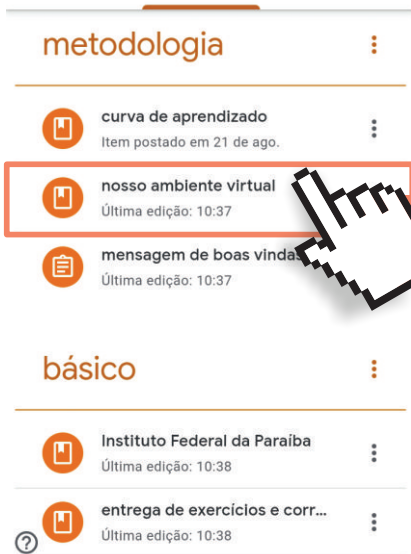 metodologia
curva de aprendizado
Item postado em 21 de ago.
nosso ambiente virtual
Última edição: 10:37
mensagem de boas vindas
Última edição: 10:37
básico
Instituto Federal da Paraíba
Última edição: 10:38
entrega de exercícios e corr...
Última edição: 10:38